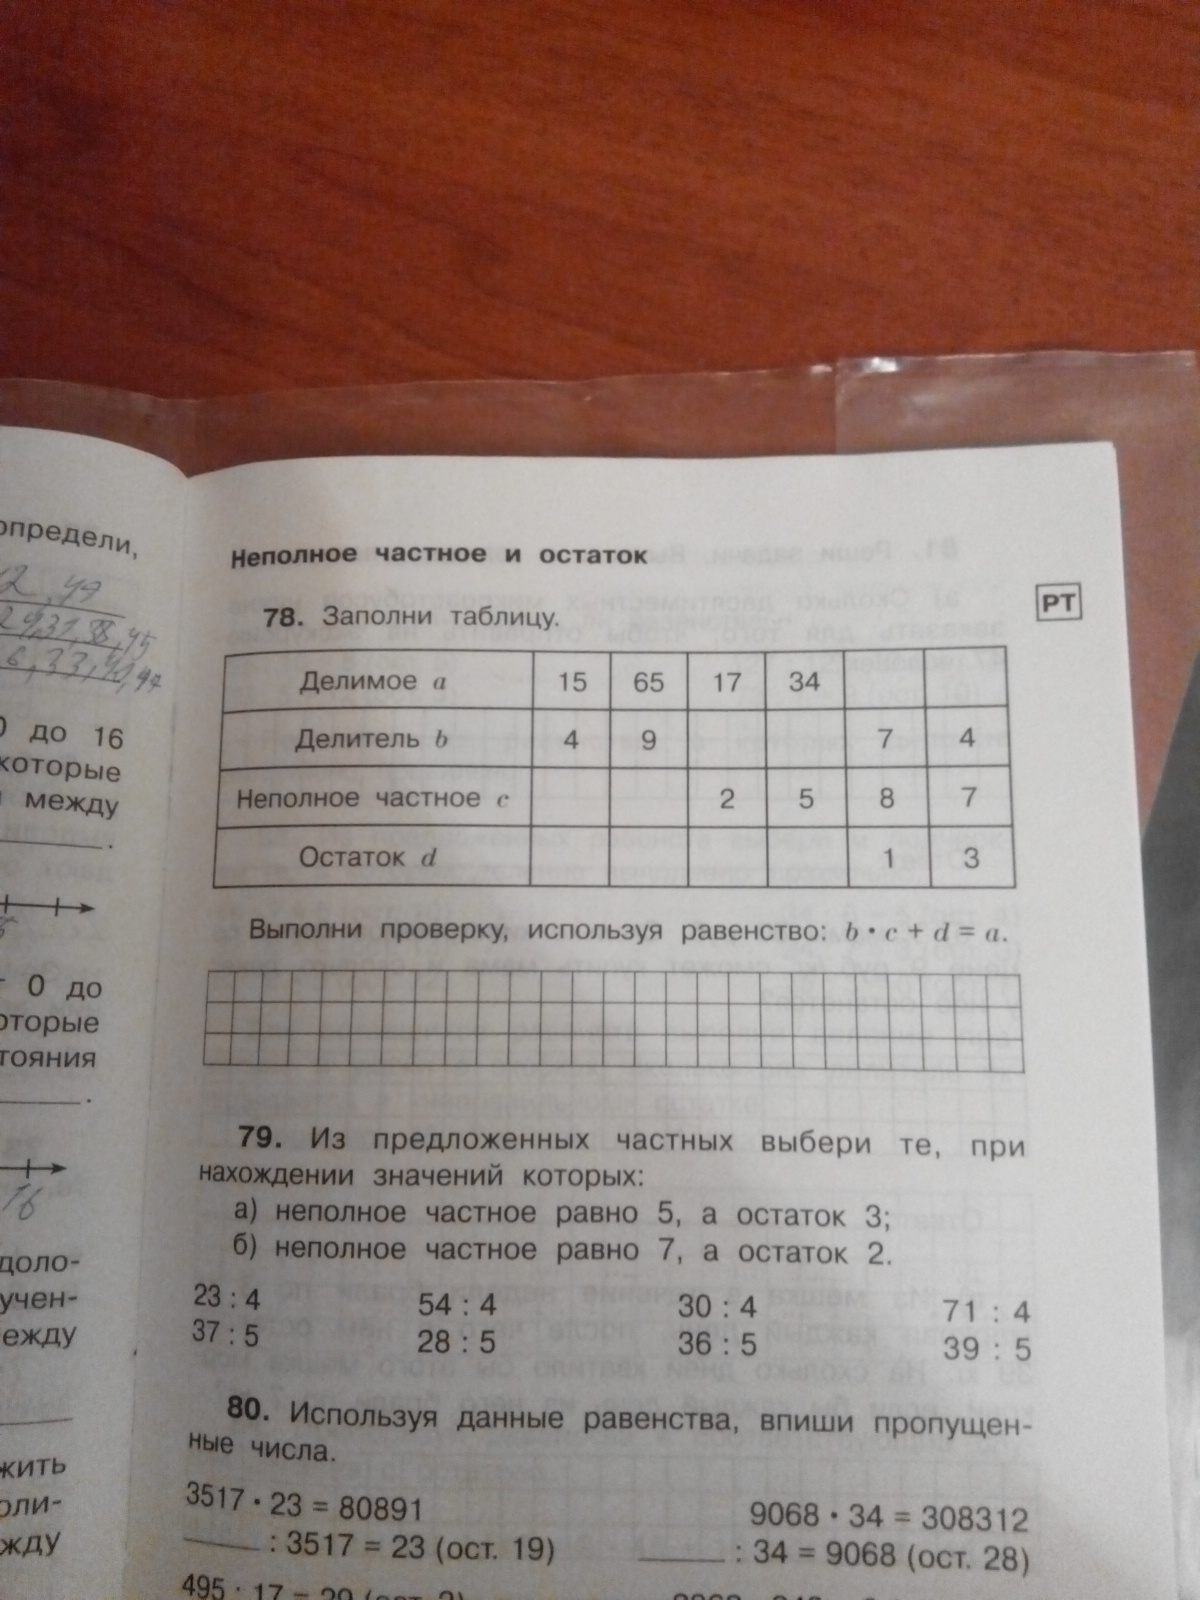 определи,
49
0 до 16
которые
между
.
0 до
оторые
тояния
.
16
доло-
учен-
ежду
жить
оли-
жду
Неполное частное и остаток
78. Заполни таблицу.
РТ
Делимое a 15 65 17 34
Делитель b 4 9 7 4
Неполное частное c 2 5 8 7
Остаток d 1 3
Выполни проверку, используя равенство: b · c + d = a.
79. Из предложенных частных выбери те, при
нахождении значений которых:
а) неполное частное равно 5, а остаток 3;
б) неполное частное равно 7, а остаток 2.
23 : 4 54 : 4 30 : 4 71 : 4
37 : 5 28 : 5 36 : 5 39 : 5
80. Используя данные равенства, впиши пропущен-
ные числа.
3517 · 23 = 80891 9068 · 34 = 308312
____ : 3517 = 23 (ост. 19) ____ : 34 = 9068 (ост. 28)